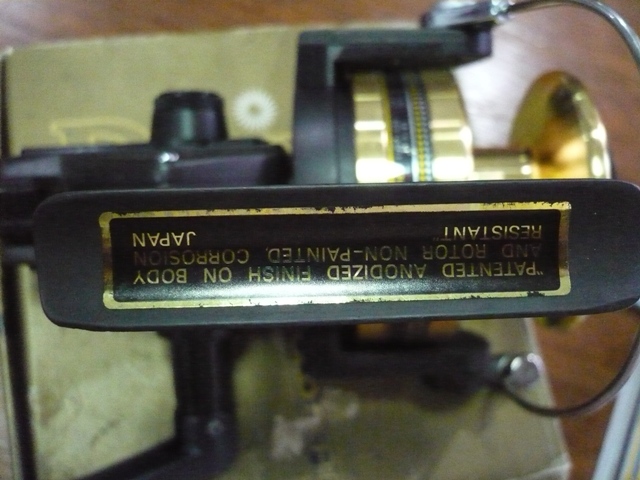 "PATENTED ANODIZED FINISH ON BODY
AND ROTOR NON-PAINTED, CORROSION
RESISTANT" JAPAN